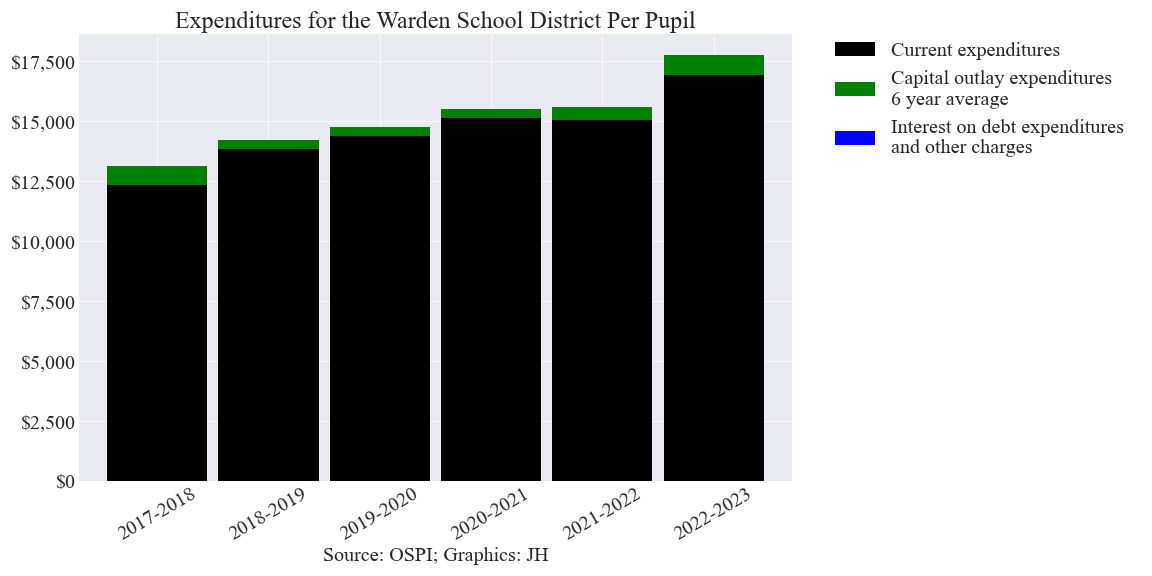 Expenditures for the Warden School District Per Pupil
$17,500
$15,000
$12,500
$10,000
$7,500
$5,000
$2,500
$0
2017-2018
2018-2019
2019-2020
2020-2021
2021-2022
2022-2023
Source: OSPI; Graphics: JH
Current expenditures
Capital outlay expenditures
6 year average
Interest on debt expenditures
and other charges